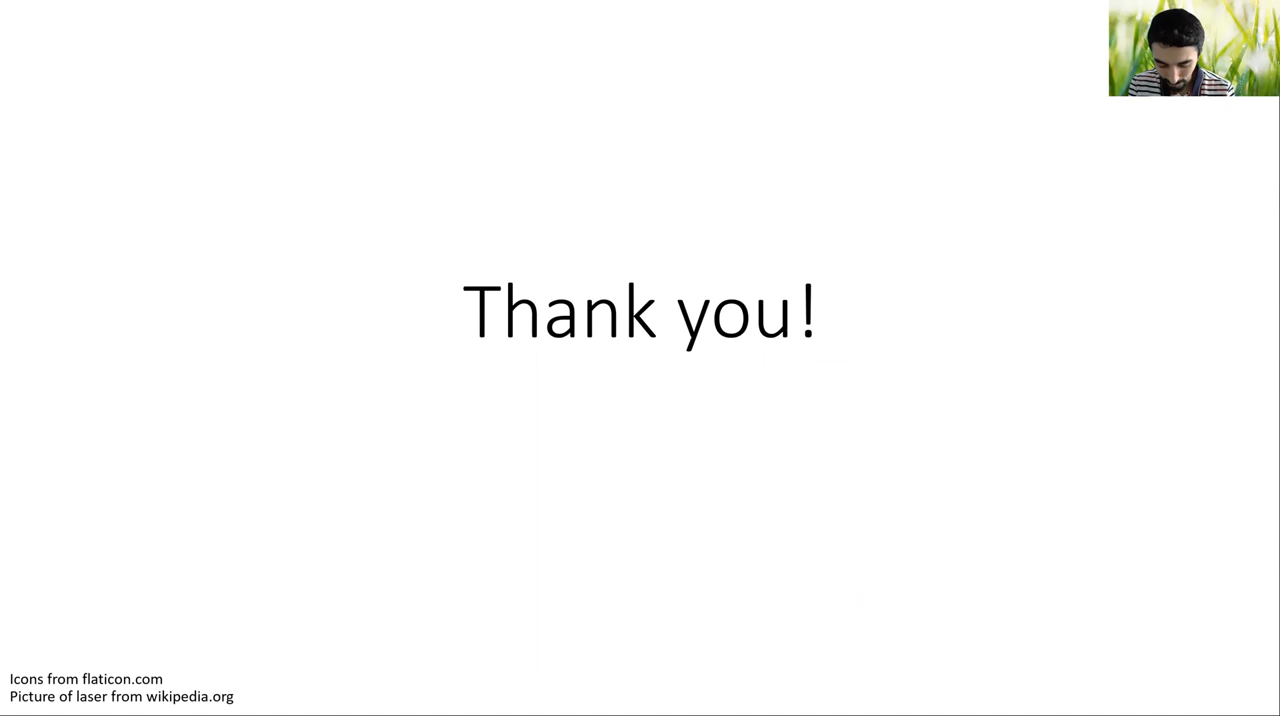 Thank you!
Icons from flaticon.com
Picture of laser from wikipedia.org